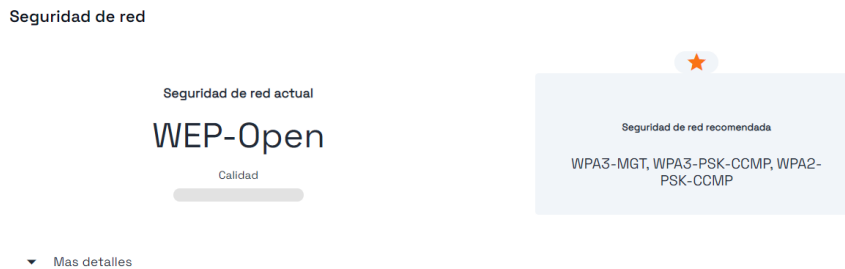 Seguridad de red
Seguridad de red actual
WEP-Open
Calidad
Seguridad de red recomendada
WPA3-MGT, WPA3-PSK-CCMP, WPA2-
PSK-CCMP
Mas detalles